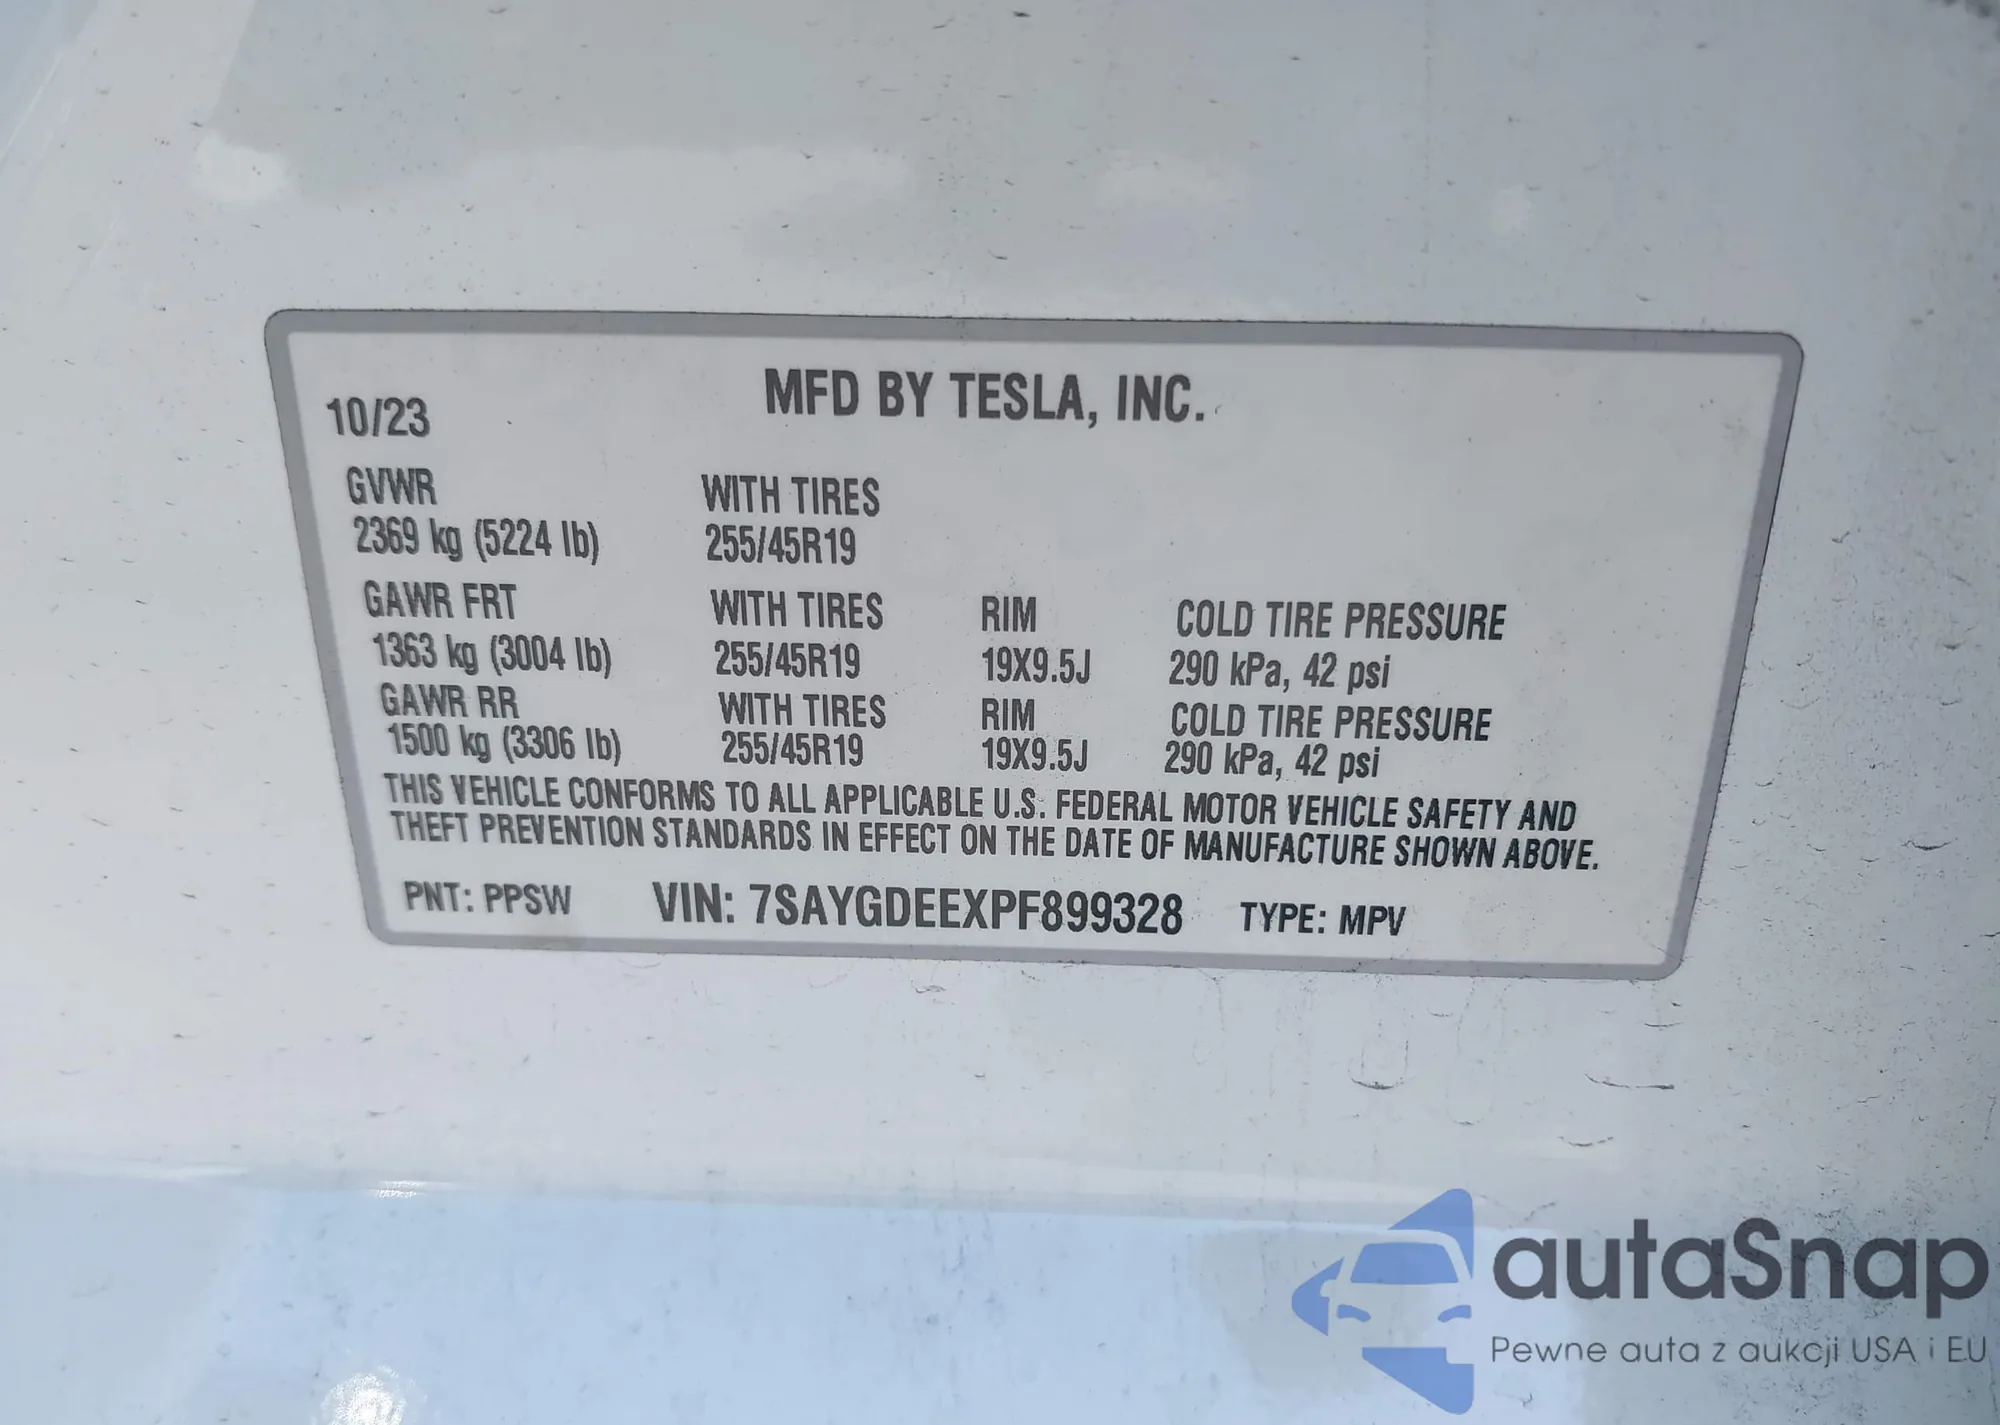 MFD BY TESLA, INC.
10/23
GVWR WITH TIRES
2369 kg (5224 lb) 255/45R19
GAWR FRT WITH TIRES RIM COLD TIRE PRESSURE
1363 kg (3004 lb) 255/45R19 19X9.5J 290 kPa, 42 psi
GAWR RR WITH TIRES RIM COLD TIRE PRESSURE
1500 kg (3306 lb) 255/45R19 19X9.5J 290 kPa, 42 psi
THIS VEHICLE CONFORMS TO ALL APPLICABLE U.S. FEDERAL MOTOR VEHICLE SAFETY AND
THEFT PREVENTION STANDARDS IN EFFECT ON THE DATE OF MANUFACTURE SHOWN ABOVE.
PNT: PPSW VIN: 7SAYGDEEXPF899328 TYPE: MPV
autaSnap
Pewne auta z aukcji USA i EU